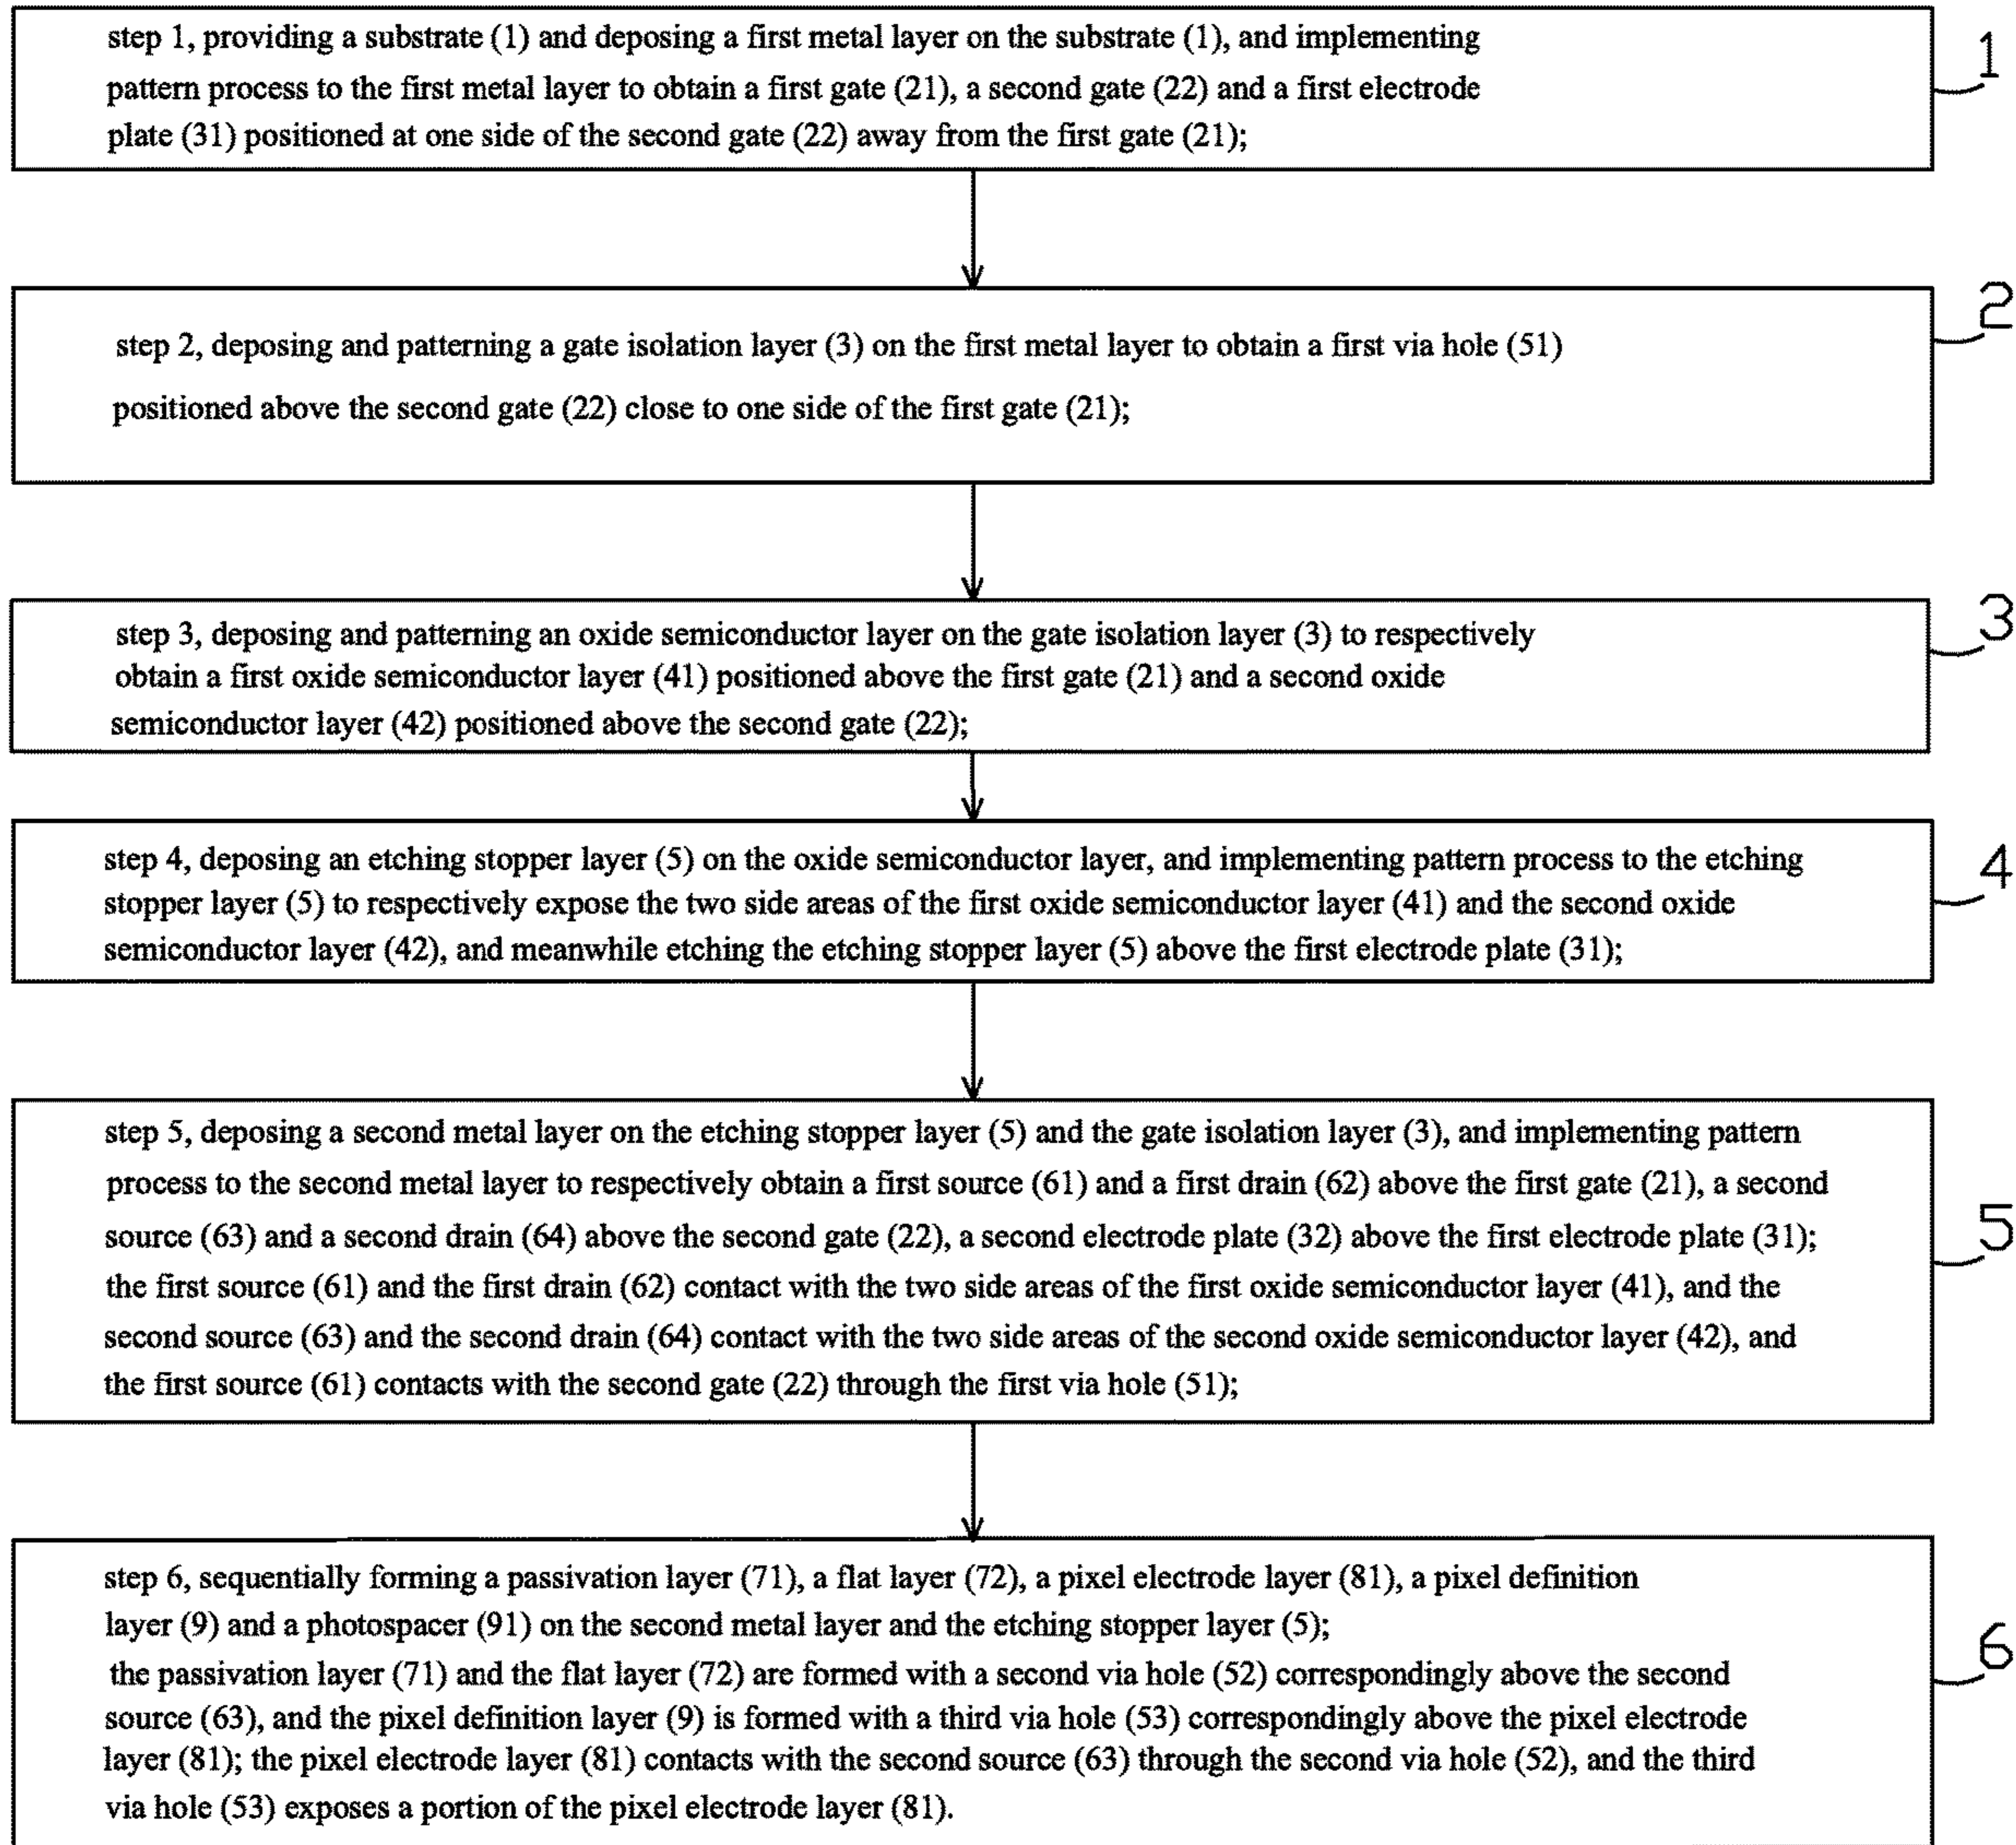 step 1, providing a substrate (1) and deposing a first metal layer on the substrate (1), and implementing
pattern process to the first metal layer to obtain a first gate (21), a second gate (22) and a first electrode
plate (31) positioned at one side of the second gate (22) away from the first gate (21);
1
step 2, deposing and patterning a gate isolation layer (3) on the first metal layer to obtain a first via hole (51)
positioned above the second gate (22) close to one side of the first gate (21);
2
step 3, deposing and patterning an oxide semiconductor layer on the gate isolation layer (3) to respectively
obtain a first oxide semiconductor layer (41) positioned above the first gate (21) and a second oxide
semiconductor layer (42) positioned above the second gate (22);
3
step 4, deposing an etching stopper layer (5) on the oxide semiconductor layer, and implementing pattern process to the etching
stopper layer (5) to respectively expose the two side areas of the first oxide semiconductor layer (41) and the second oxide
semiconductor layer (42), and meanwhile etching the etching stopper layer (5) above the first electrode plate (31);
4
step 5, deposing a second metal layer on the etching stopper layer (5) and the gate isolation layer (3), and implementing pattern
process to the second metal layer to respectively obtain a first source (61) and a first drain (62) above the first gate (21), a second
source (63) and a second drain (64) above the second gate (22), a second electrode plate (32) above the first electrode plate (31);
the first source (61) and the first drain (62) contact with the two side areas of the first oxide semiconductor layer (41), and the
second source (63) and the second drain (64) contact with the two side areas of the second oxide semiconductor layer (42), and
the first source (61) contacts with the second gate (22) through the first via hole (51);
5
step 6, sequentially forming a passivation layer (71), a flat layer (72), a pixel electrode layer (81), a pixel definition
layer (9) and a photospacer (91) on the second metal layer and the etching stopper layer (5);
the passivation layer (71) and the flat layer (72) are formed with a second via hole (52) correspondingly above the second
source (63), and the pixel definition layer (9) is formed with a third via hole (53) correspondingly above the pixel electrode
layer (81); the pixel electrode layer (81) contacts with the second source (63) through the second via hole (52), and the third
via hole (53) exposes a portion of the pixel electrode layer (81).
6